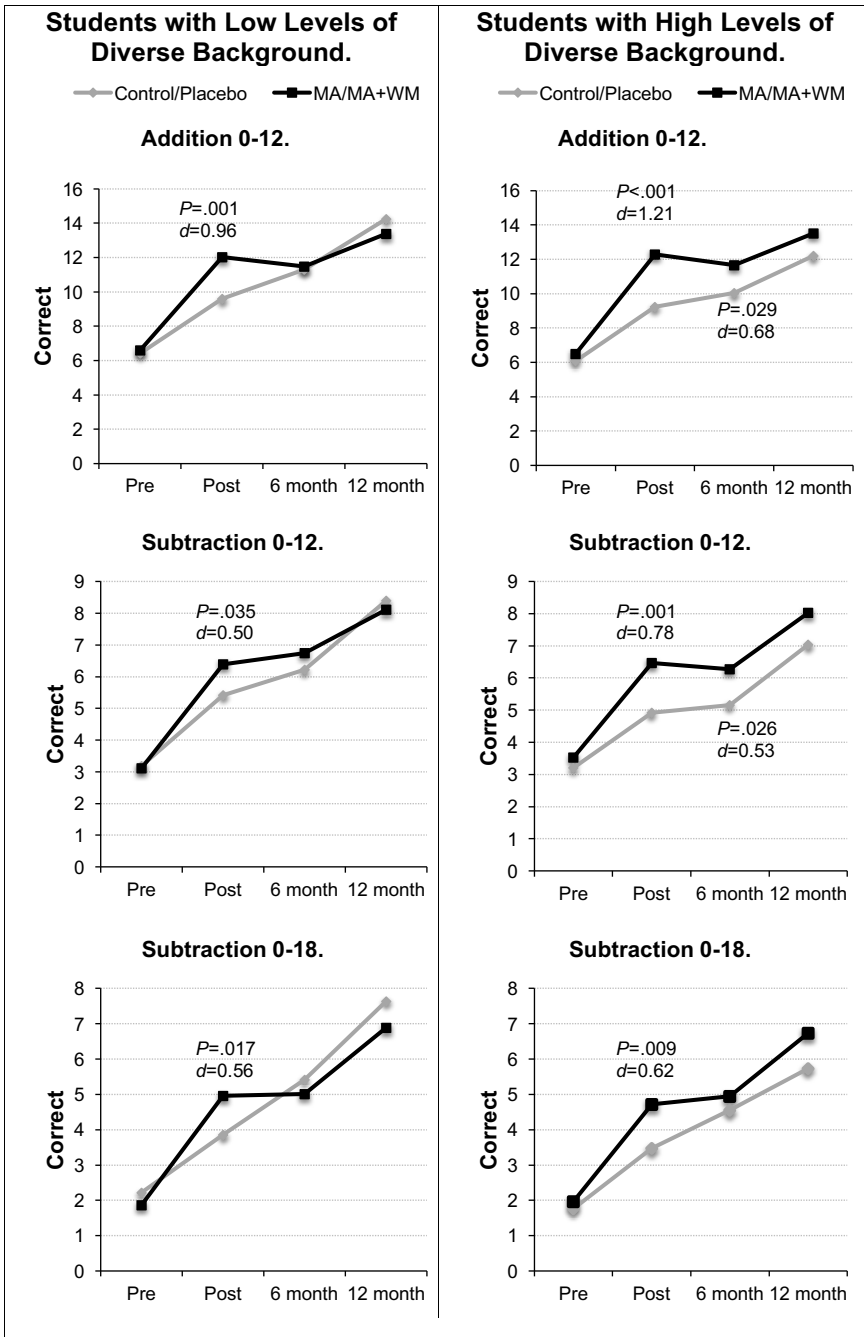 Students with Low Levels of
Diverse Background.
Control/Placebo MA/MA+WM
Addition 0-12.
Correct
16
14
12
10
8
6
4
2
0
P=.001
d=0.96
Pre Post 6 month 12 month
Subtraction 0-12.
Correct
9
8
7
6
5
4
3
2
1
0
P=.035
d=0.50
Pre Post 6 month 12 month
Subtraction 0-18.
Correct
8
7
6
5
4
3
2
1
0
P=.017
d=0.56
Pre Post 6 month 12 month
Students with High Levels of
Diverse Background.
Control/Placebo MA/MA+WM
Addition 0-12.
Correct
16
14
12
10
8
6
4
2
0
P<.001
d=1.21
P=.029
d=0.68
Pre Post 6 month 12 month
Subtraction 0-12.
Correct
9
8
7
6
5
4
3
2
1
0
P=.001
d=0.78
P=.026
d=0.53
Pre Post 6 month 12 month
Subtraction 0-18.
Correct
8
7
6
5
4
3
2
1
0
P=.009
d=0.62
Pre Post 6 month 12 month